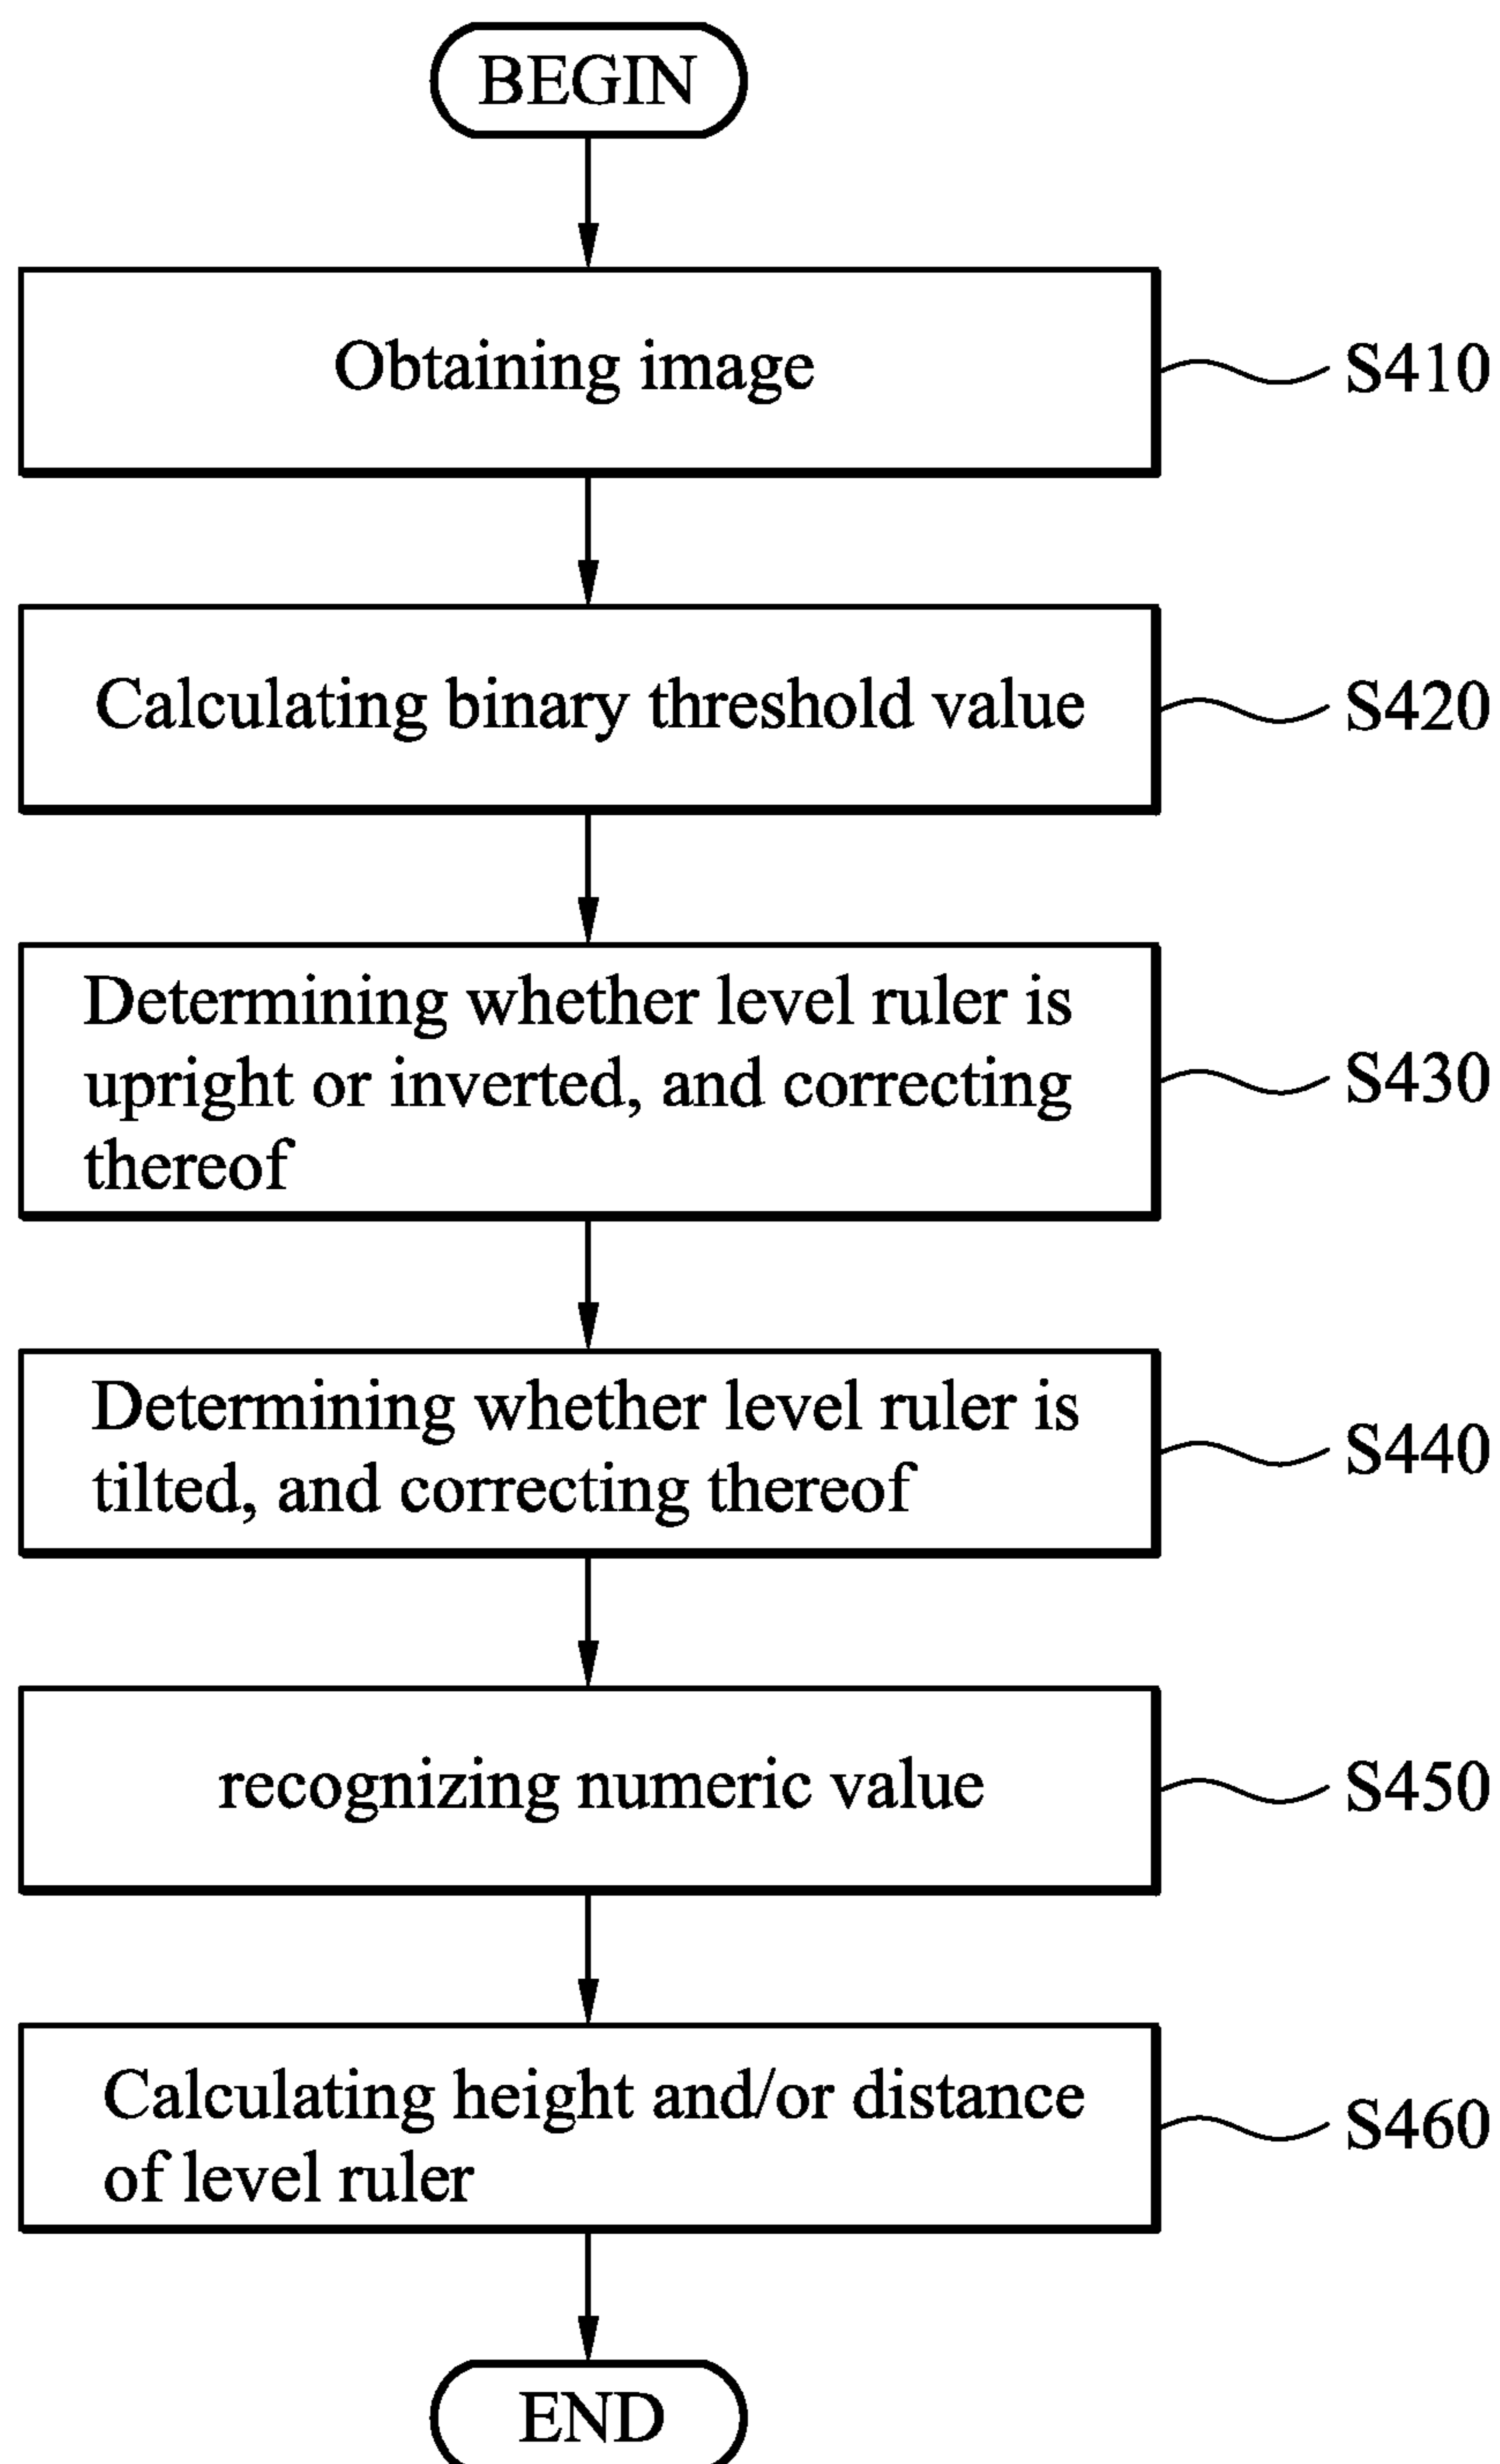 BEGIN
Obtaining image
S410
Calculating binary threshold value
S420
Determining whether level ruler is
upright or inverted, and correcting
thereof
S430
Determining whether level ruler is
tilted, and correcting thereof
S440
recognizing numeric value
S450
Calculating height and/or distance
of level ruler
S460
END